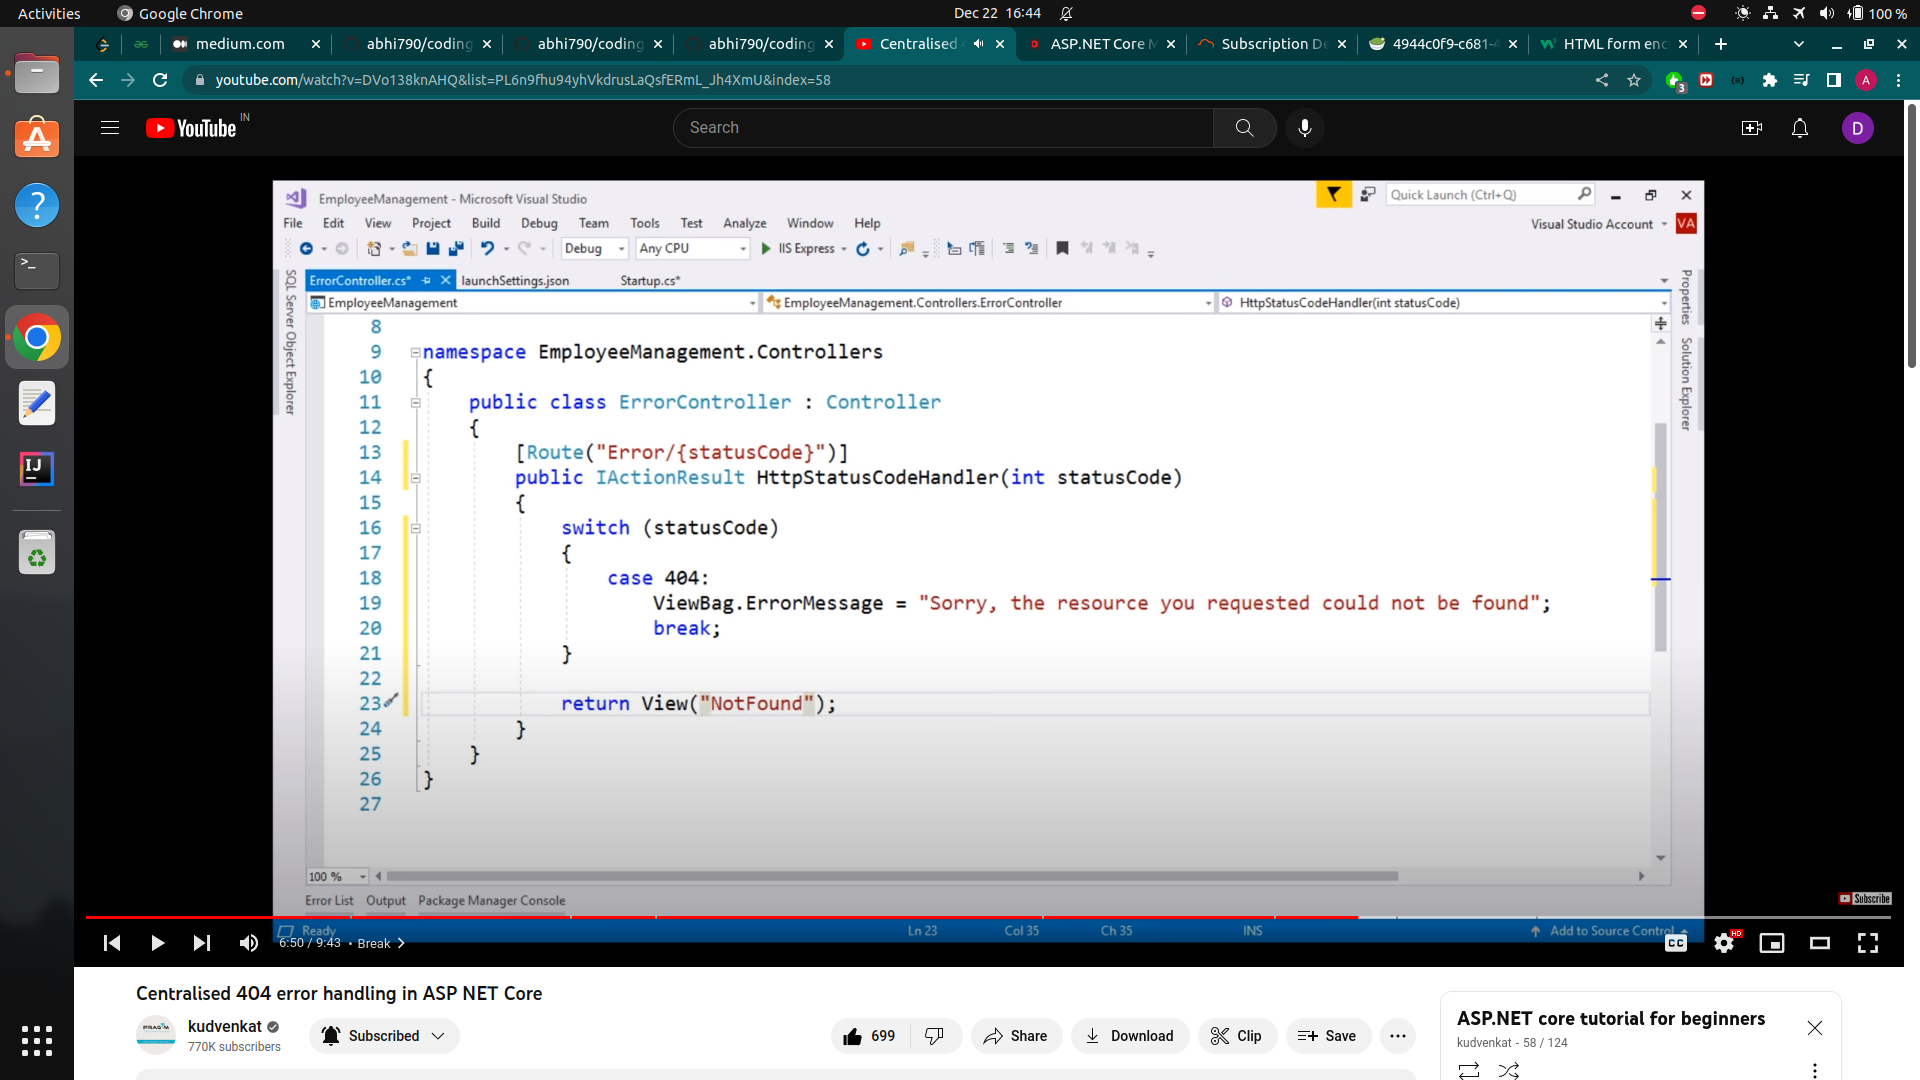 Activities
Google Chrome
Dec 22 16:44
100 %
medium.com
abhi790/coding
abhi790/coding
abhi790/coding
Centralised
ASP.NET Core M
Subscription De
4944c0f9-c681-4
HTML form enc
youtube.com/watch?v=DVo138knAHQ&list=PL6n9fhu94yhVkdrusLaQsfERmL_Jh4XmU&index=58
3
A
YouTube IN
Search
D
EmployeeManagement - Microsoft Visual Studio
Quick Launch (Ctrl+Q)
File Edit View Project Build Debug Team Tools Test Analyze Window Help
Visual Studio Account VA
Debug Any CPU IIS Express
ErrorController.cs* launchSettings.json Startup.cs*
EmployeeManagement EmployeeManagement.Controllers.ErrorController HttpStatusCodeHandler(int statusCode)
SQL Server Object Explorer
Properties
Solution Explorer
8
9 namespace EmployeeManagement.Controllers
10 {
11 public class ErrorController : Controller
12 {
13 [Route("Error/{statusCode}")]
14 public IActionResult HttpStatusCodeHandler(int statusCode)
15 {
16 switch (statusCode)
17 {
18 case 404:
19 ViewBag.ErrorMessage = "Sorry, the resource you requested could not be found";
20 break;
21 }
22
23 return View("NotFound");
24 }
25 }
26 }
27
100 %
Error List Output Package Manager Console
Subscribe
Ready Ln 23 Col 35 Ch 35 INS Add to Source Control
6:50 / 9:43 • Break
CC
HD
Centralised 404 error handling in ASP NET Core
PRAGIM
kudvenkat
770K subscribers
Subscribed
699
Share
Download
Clip
Save
ASP.NET core tutorial for beginners
kudvenkat - 58 / 124
IJ